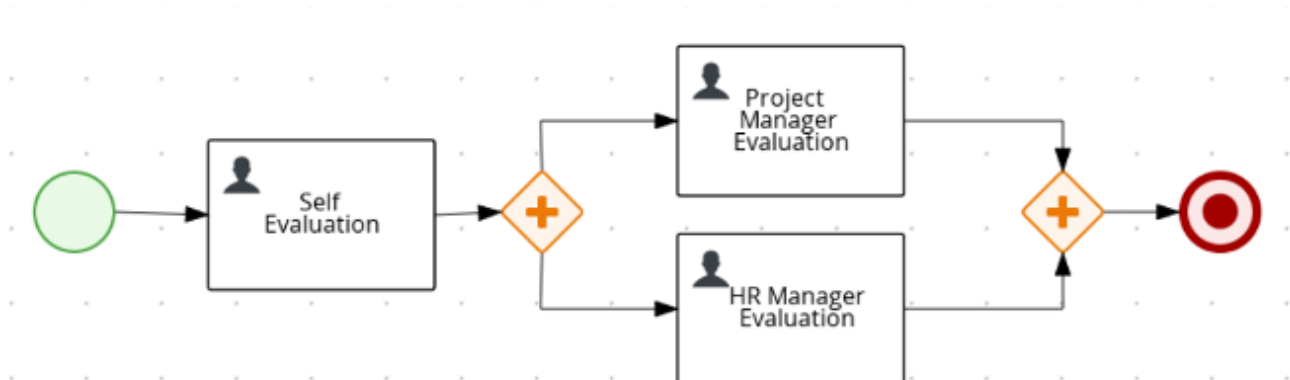 Self
Evaluation
Project
Manager
Evaluation
HR Manager
Evaluation